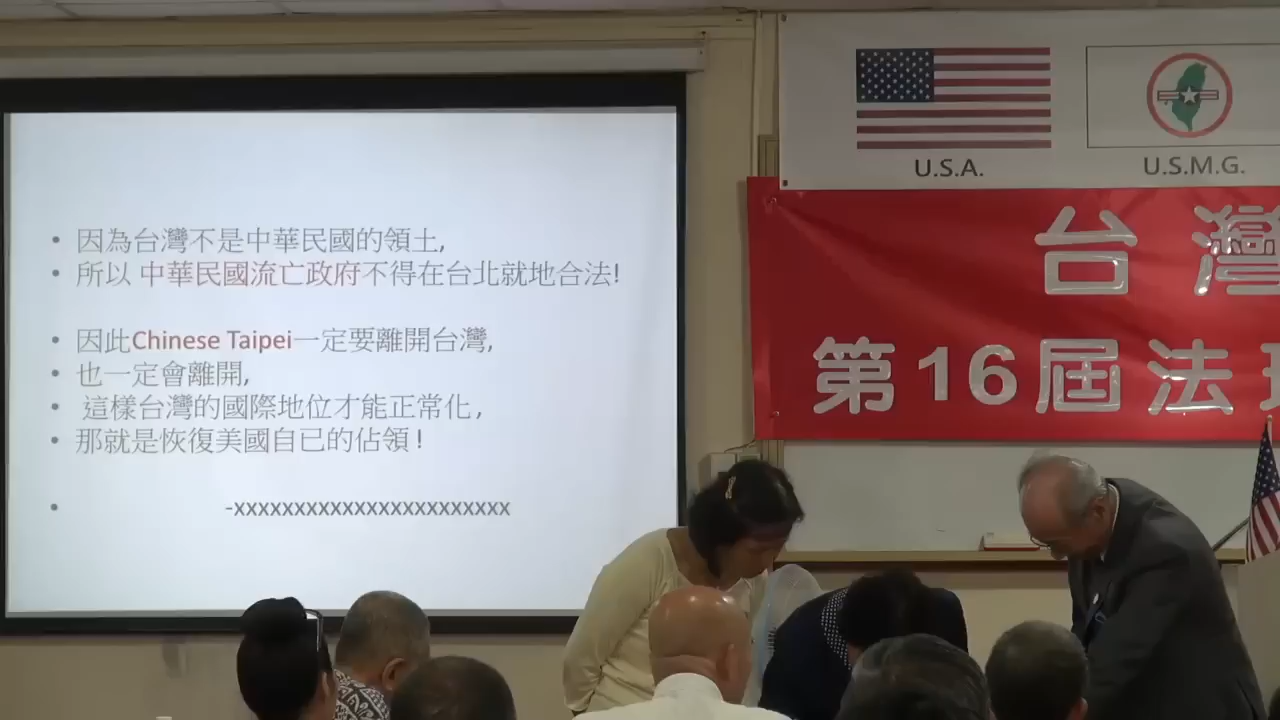 • 因為台灣不是中華民國的領土,
• 所以 中華民國流亡政府不得在台北就地合法!
• 因此Chinese Taipei一定要離開台灣,
• 也一定會離開,
• 這樣台灣的國際地位才能正常化,
• 那就是恢復美國自已的佔領!
• -xxxxxxxxxxxxxxxxxxxxxxx
U.S.A.
U.S.M.G.
台灣
第16屆法